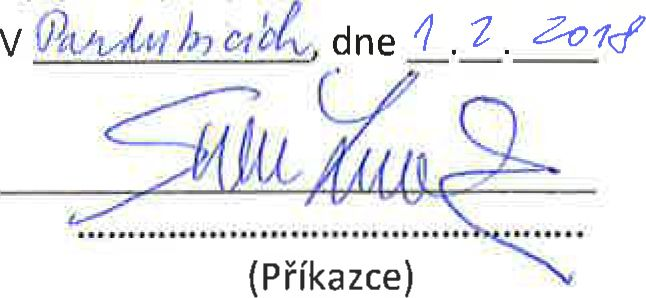 V Pardubicích, dne 1.2.2018
(Příkazce)